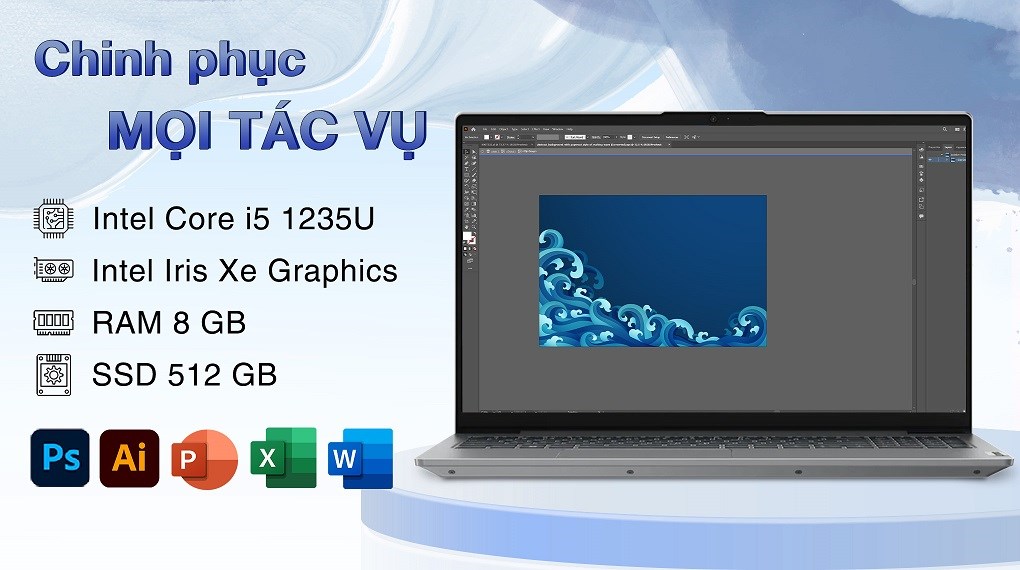 Chinh phục
MỌI TÁC VỤ
Intel Core i5 1235U
Intel Iris Xe Graphics
RAM 8 GB
SSD 512 GB
Ps Ai P X W